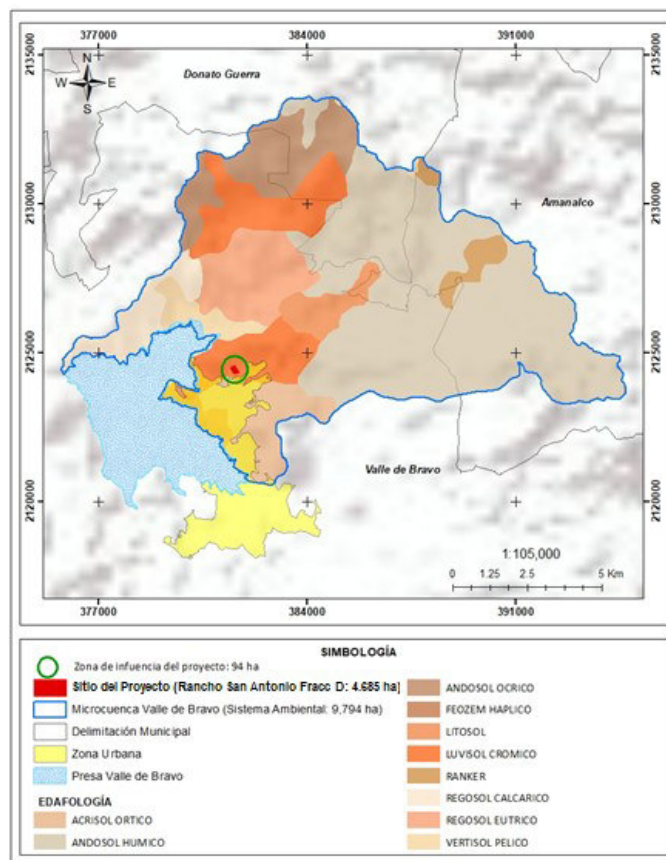 377000 384000 391000
2135000 2135000
Donato Guerra
N
W E
S
2130000 2130000
Amanalco
2125000 2125000
Valle de Bravo
2120000 2120000
1:105,000
0 1.25 2.5 5 Km
377000 384000 391000
SIMBOLOGÍA
Zona de infuencia del proyecto: 94 ha
Sitio del Proyecto (Rancho San Antonio Fracc D: 4.685 ha)
Microcuenca Valle de Bravo (Sistema Ambiental: 9,794 ha)
Delimitación Municipal
Zona Urbana
Presa Valle de Bravo
EDAFOLOGÍA
ACRISOL ORTICO
ANDOSOL HUMICO
ANDOSOL OCRICO
FEOZEM HAPLICO
LITOSOL
LUVISOL CROMICO
RANKER
REGOSOL CALCARICO
REGOSOL EUTRICO
VERTISOL PELICO